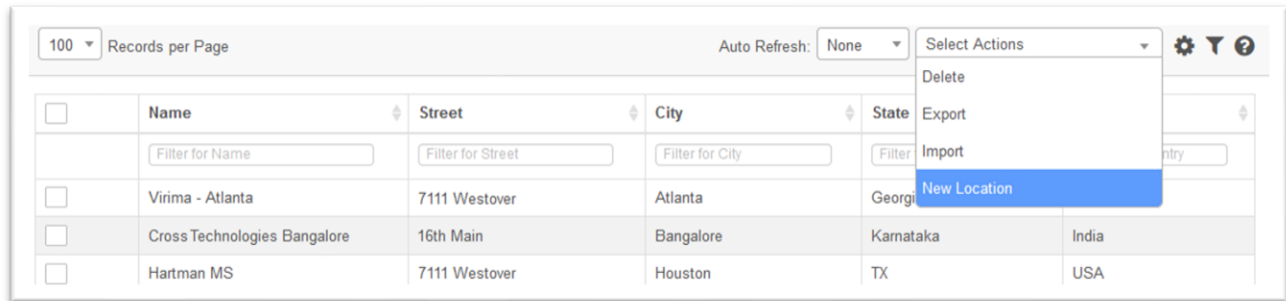 100 Records per Page Auto Refresh: None Select Actions
Delete
Export
Import
New Location
Name Street City State
Filter for Name Filter for Street Filter for City Filter ntry
Virima - Atlanta 7111 Westover Atlanta Georgi
Cross Technologies Bangalore 16th Main Bangalore Karnataka India
Hartman MS 7111 Westover Houston TX USA